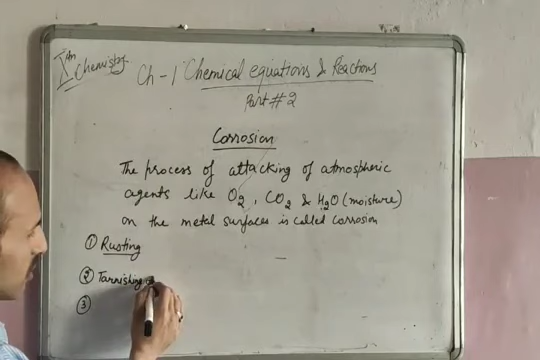 I am Chemistry
Ch-1 Chemical equations & Reactions
Part # 2
Corrosion
The process of attacking of atmospheric
agents like O2, CO2 & H2O (moisture)
on the metal surfaces is called corrosion
① Rusting
② Tarnishing
③